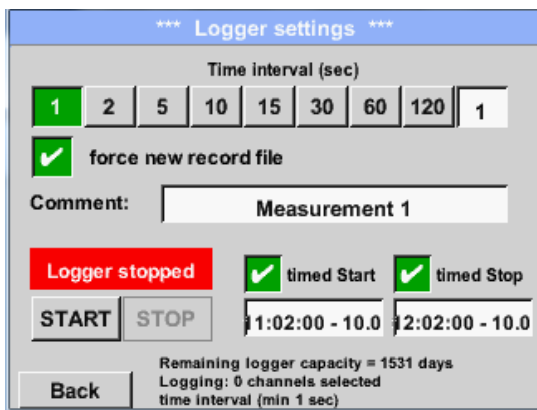 *** Logger settings ***
Time interval (sec)
1 2 5 10 15 30 60 120 1
force new record file
Comment: Measurement 1
Logger stopped timed Start timed Stop
START STOP 11:02:00 - 10.0 12:02:00 - 10.0
Remaining logger capacity = 1531 days
Logging: 0 channels selected
time interval (min 1 sec)
Back